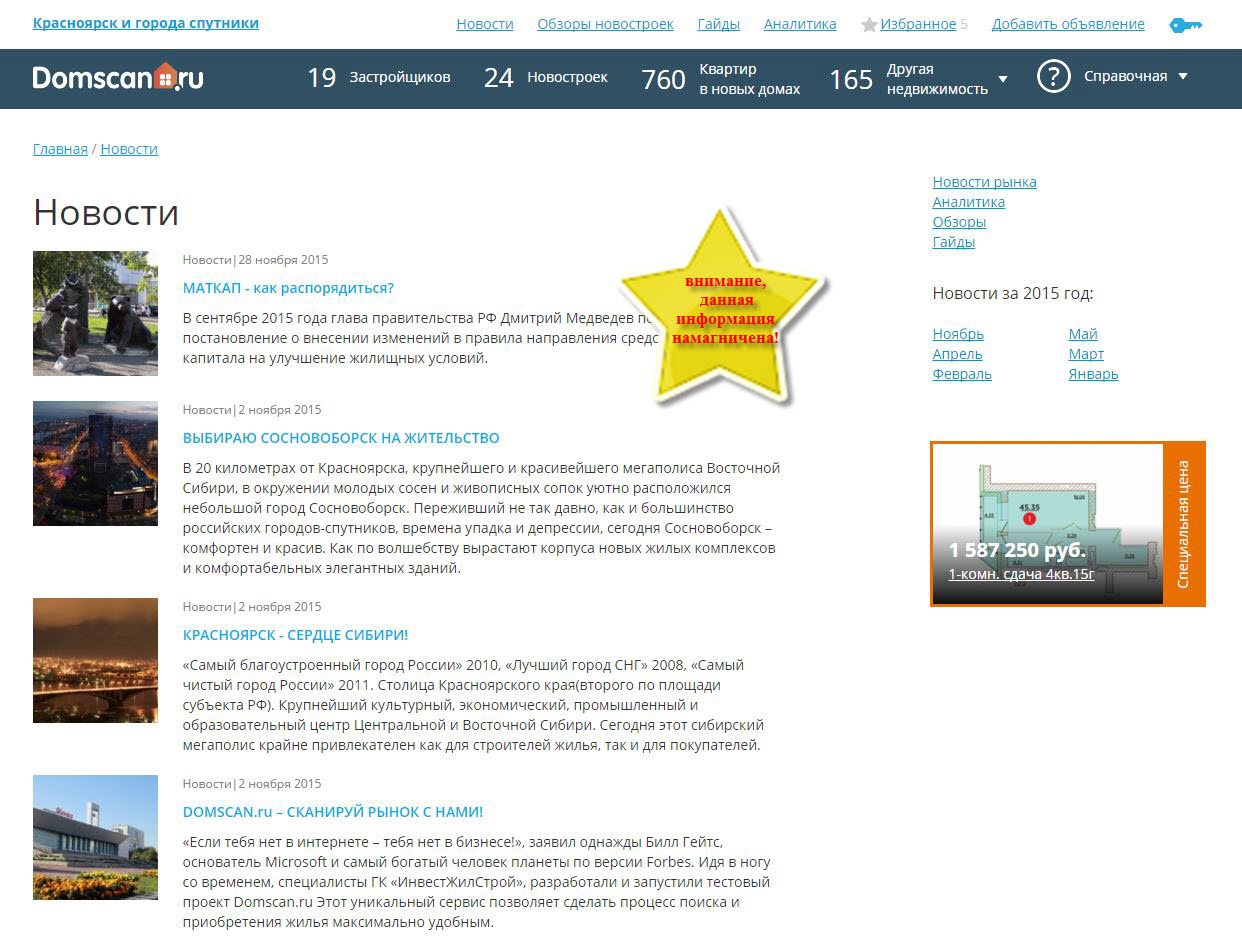 Красноярск и города спутники
Новости Обзоры новостроек Гайды Аналитика Избранное 5 Добавить объявление
Domscan.ru
19 Застройщиков 24 Новостроек 760 Квартир в новых домах 165 Другая недвижимость ? Справочная
Главная / Новости
Новости
Новости|28 ноября 2015
МАТКАП - как распорядиться?
В сентябре 2015 года глава правительства РФ Дмитрий Медведев
постановление о внесении изменений в правила направления
капитала на улучшение жилищных условий.
внимание,
данная
информация
намагничена!
Новости|2 ноября 2015
ВЫБИРАЮ СОСНОВОБОРСК НА ЖИТЕЛЬСТВО
В 20 километрах от Красноярска, крупнейшего и красивейшего мегаполиса Восточной
Сибири, в окружении молодых сосен и живописных сопок уютно расположился
небольшой город Сосновоборск. Переживший не так давно, как и большинство
российских городов-спутников, времена упадка и депрессии, сегодня Сосновоборск –
комфортен и красив. Как по волшебству вырастают корпуса новых жилых комплексов
и комфортабельных элегантных зданий.
Новости|2 ноября 2015
КРАСНОЯРСК - СЕРДЦЕ СИБИРИ!
«Самый благоустроенный город России» 2010, «Лучший город СНГ» 2008, «Самый
чистый город России» 2011. Столица Красноярского края(второго по площади
субъекта РФ). Крупнейший культурный, экономический, промышленный и
образовательный центр Центральной и Восточной Сибири. Сегодня этот сибирский
мегаполис крайне привлекателен как для строителей жилья, так и для покупателей.
Новости|2 ноября 2015
DOMSCAN.ru – СКАНИРУЙ РЫНОК С НАМИ!
«Если тебя нет в интернете – тебя нет в бизнесе!», заявил однажды Билл Гейтс,
основатель Microsoft и самый богатый человек планеты по версии Forbes. Идя в ногу
со временем, специалисты ГК «ИнвестЖилСтрой», разработали и запустили тестовый
проект Domscan.ru Этот уникальный сервис позволяет сделать процесс поиска и
приобретения жилья максимально удобным.
Новости рынка
Аналитика
Обзоры
Гайды
Новости за 2015 год:
Ноябрь Май
Апрель Март
Февраль Январь
45.35
1
1 587 250 руб.
1-комн. сдача 4кв.15г
Специальная цена